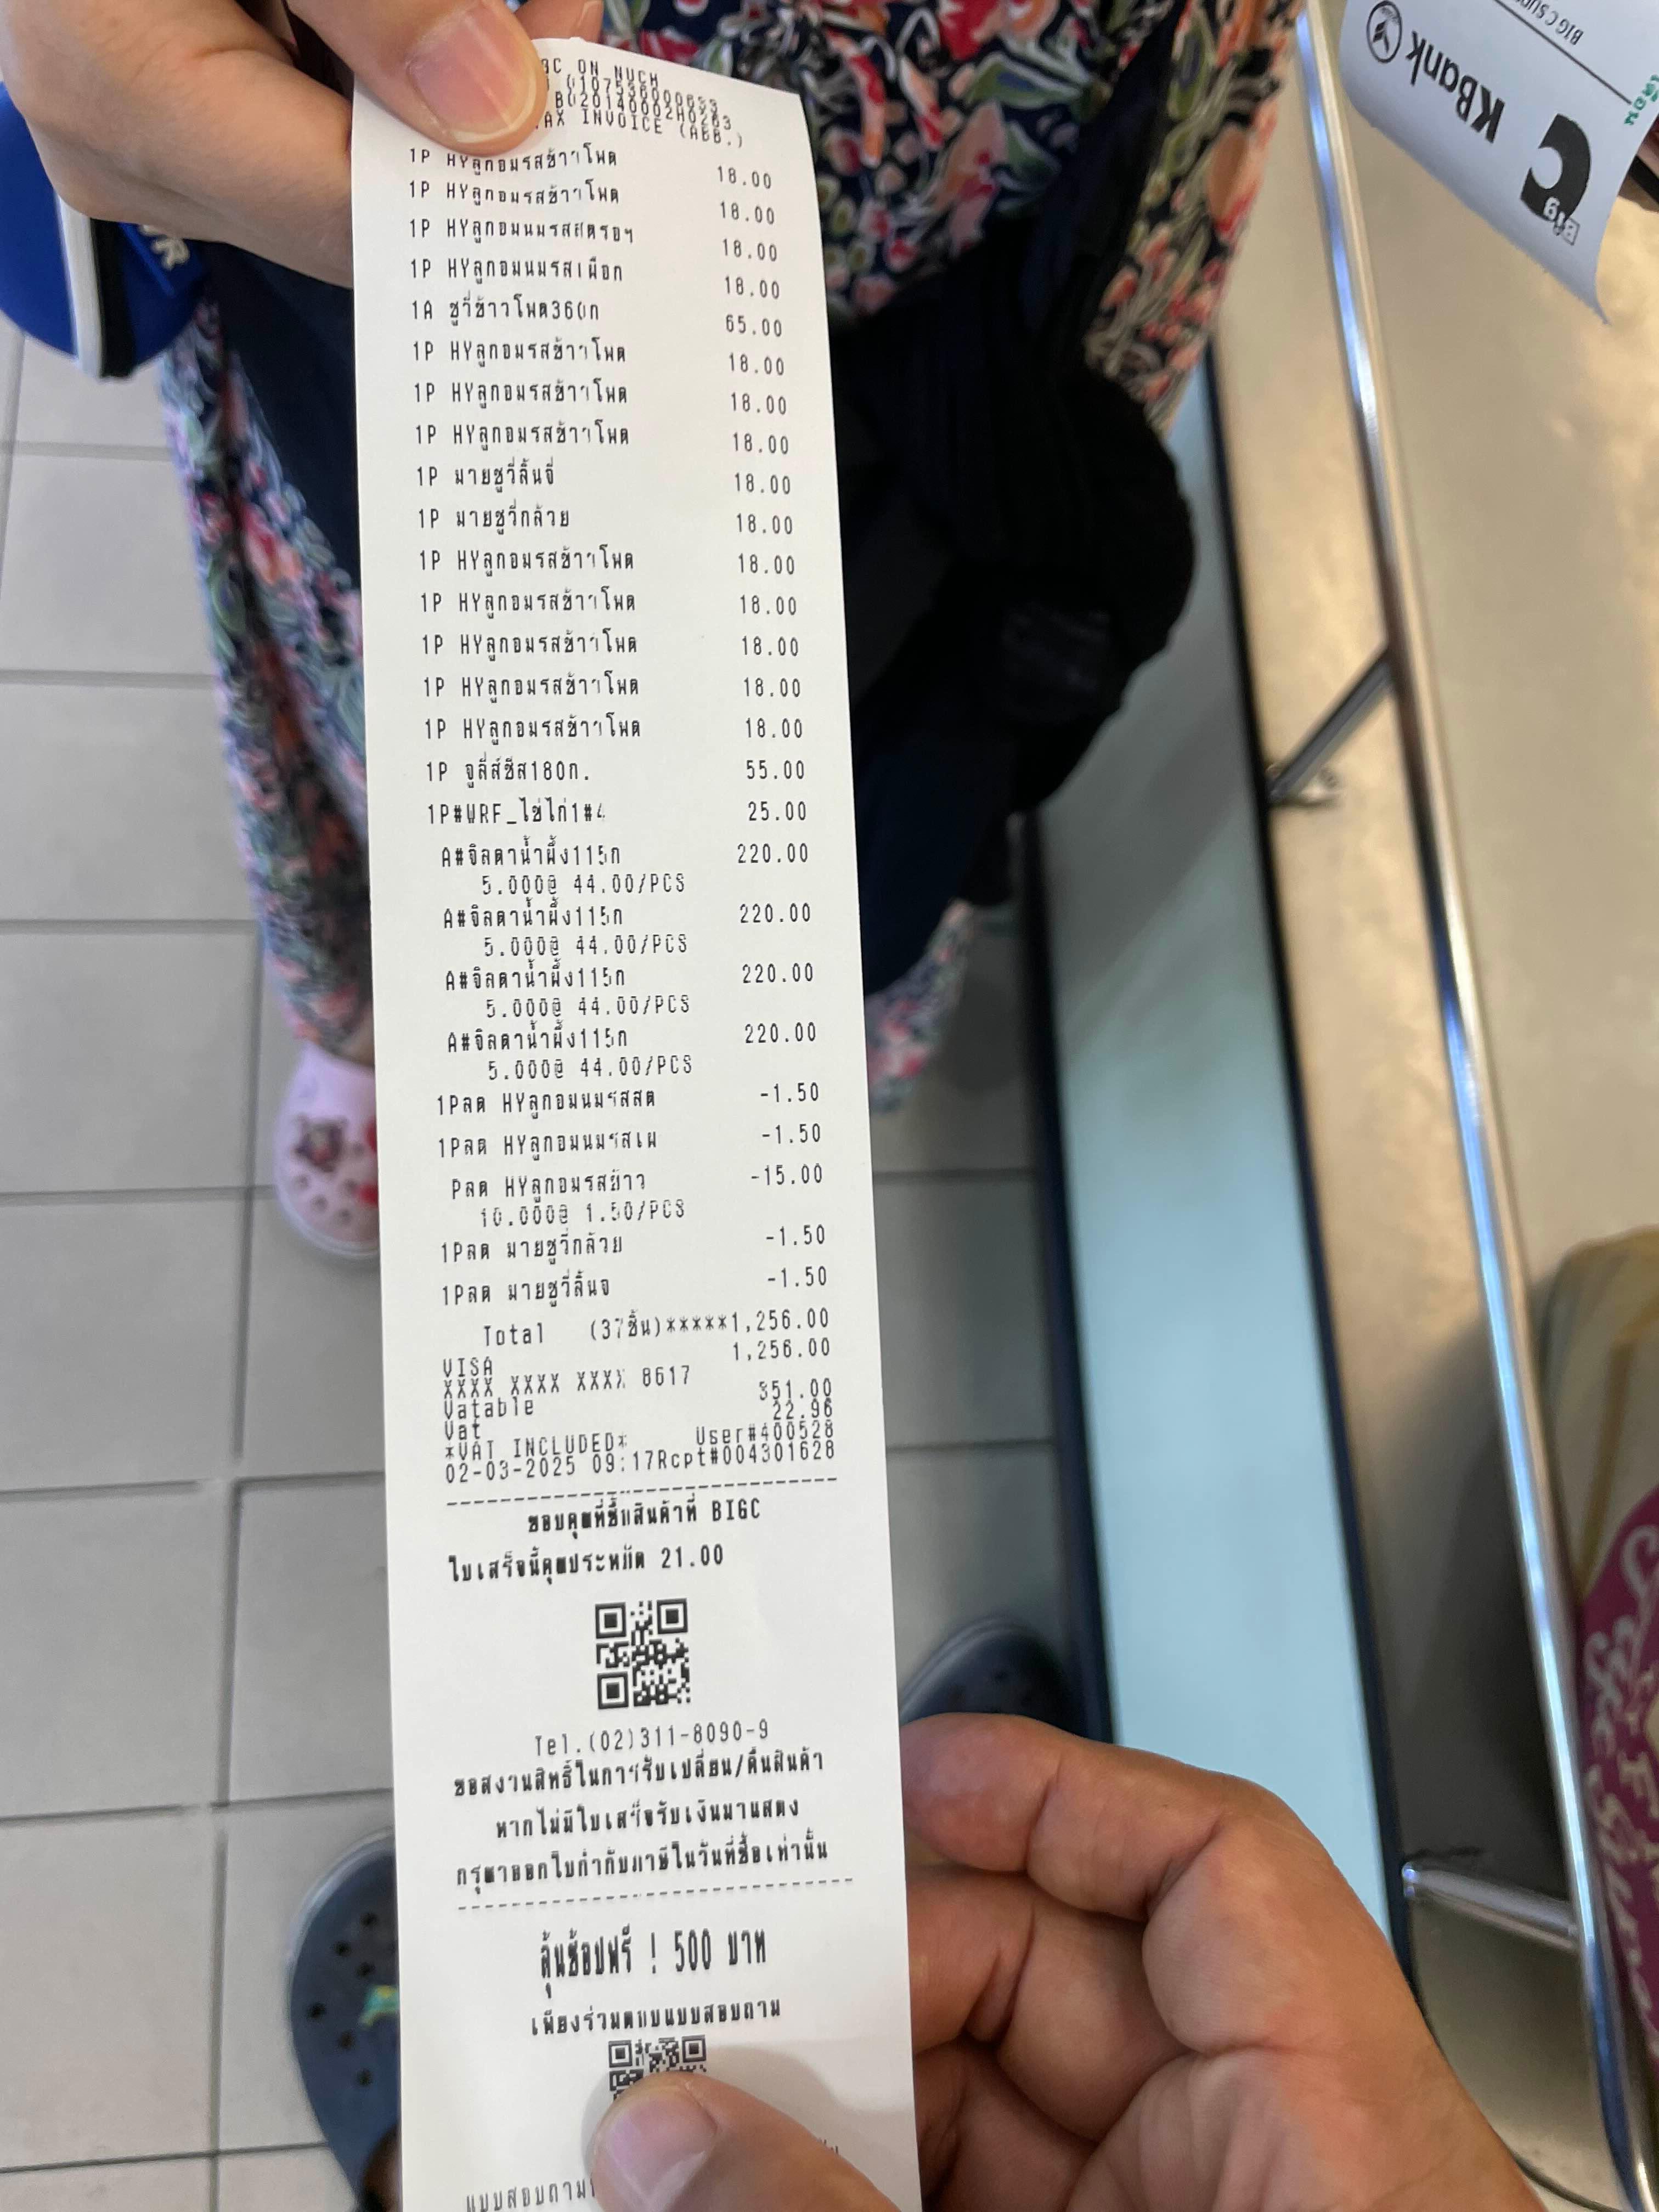 BC ON NUCH
0107536000633
TAX INVOICE (ABB.)
1P HYลูกอมรสข้าวโพด 18.00
1P HYลูกอมรสข้าวโพด 18.00
1P HYลูกอมนมรสสตรอฯ 18.00
1P HYลูกอมนมรสเผือก 18.00
1A ชูวี่ข้าวโพด360ก 65.00
1P HYลูกอมรสข้าวโพด 18.00
1P HYลูกอมรสข้าวโพด 18.00
1P HYลูกอมรสข้าวโพด 18.00
1P มายชูวี่ลิ้นจี่ 18.00
1P มายชูวี่กล้วย 18.00
1P HYลูกอมรสข้าวโพด 18.00
1P HYลูกอมรสข้าวโพด 18.00
1P HYลูกอมรสข้าวโพด 18.00
1P HYลูกอมรสข้าวโพด 18.00
1P HYลูกอมรสข้าวโพด 18.00
1P จูลี่ส์ชีส180ก. 55.00
1P#WRF_ไข่ไก่1#4 25.00
A#จิลดาน้ำผึ้ง115ก 220.00
5.000@ 44.00/PCS
A#จิลดาน้ำผึ้ง115ก 220.00
5.000@ 44.00/PCS
A#จิลดาน้ำผึ้ง115ก 220.00
5.000@ 44.00/PCS
A#จิลดาน้ำผึ้ง115ก 220.00
5.000@ 44.00/PCS
1Pลด HYลูกอมนมรสสต -1.50
1Pลด HYลูกอมนมรสเผ -1.50
Pลด HYลูกอมรสข้าว -15.00
10.000@ 1.50/PCS
1Pลด มายชูวี่กล้วย -1.50
1Pลด มายชูวี่ลิ้นจ -1.50
Total (37ชิ้น)*****1,256.00
VISA 1,256.00
XXXX XXXX XXXX 8617
Vatable 351.00
Vat 22.96
*VAT INCLUDED* User#400528
02-03-2025 09:17Rcpt#004301628
ขอบคุณที่ซื้อสินค้าที่ BIGC
ใบเสร็จนี้คุณประหยัด 21.00
Tel.(02)311-8090-9
ขอสงวนสิทธิ์ในการรับเปลี่ยน/คืนสินค้า
หากไม่มีใบเสร็จรับเงินมาแสดง
กรุณาออกใบกำกับภาษีในวันที่ซื้อเท่านั้น
ลุ้นช้อปฟรี ! 500 บาท
เพียงร่วมตอบแบบสอบถาม
แบบสอบถาม
KBank
Big C
BIG C SU